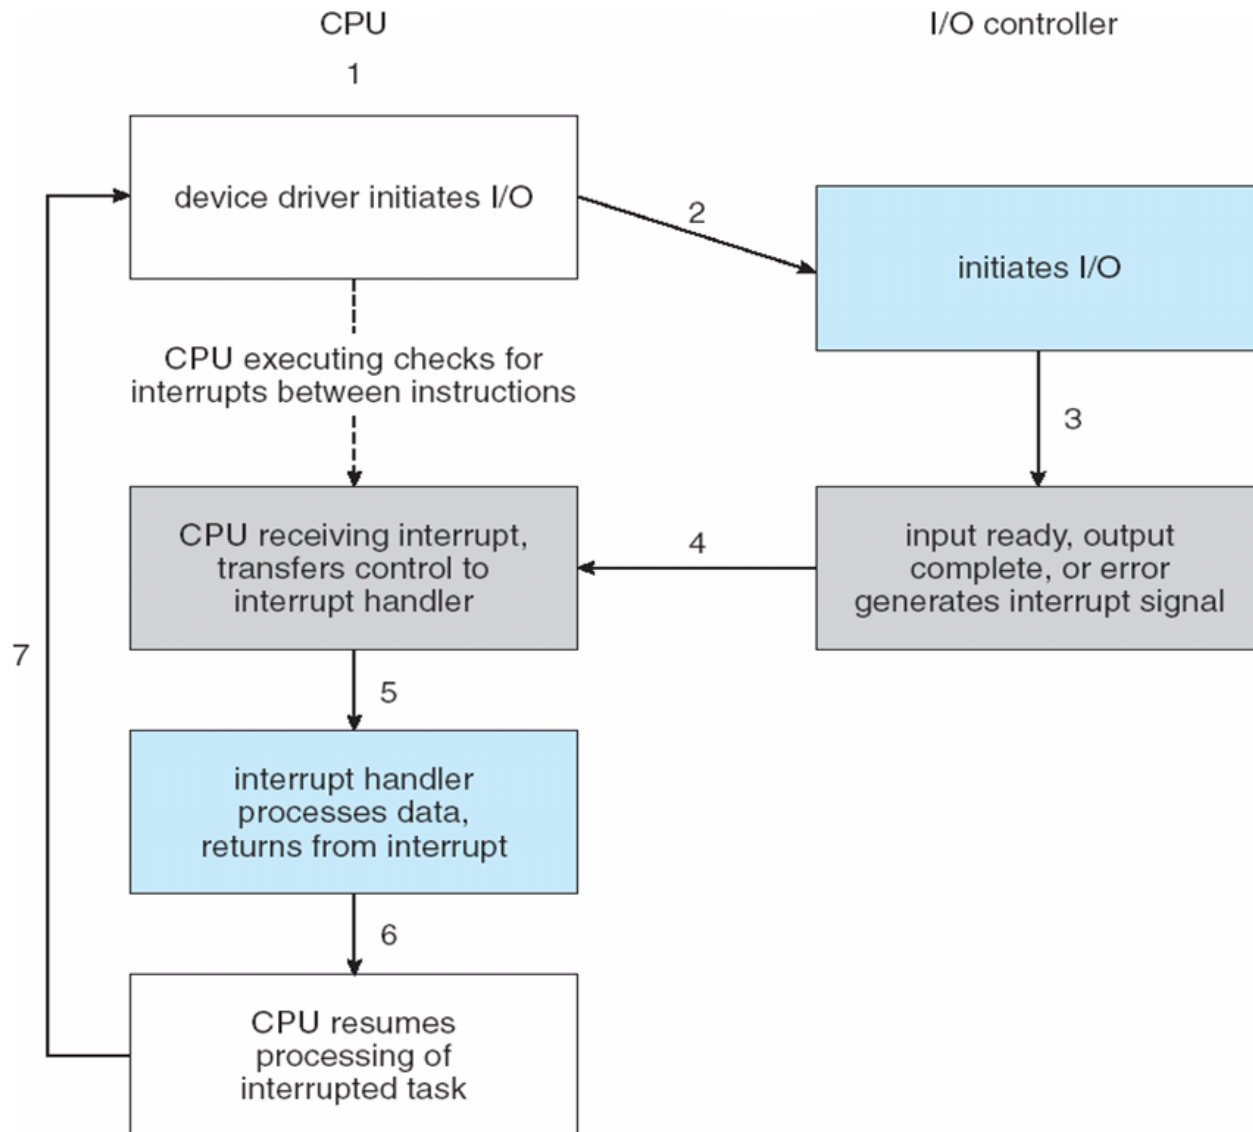 CPU
I/O controller
1
device driver initiates I/O
2
initiates I/O
CPU executing checks for
interrupts between instructions
3
CPU receiving interrupt,
transfers control to
interrupt handler
4
input ready, output
complete, or error
generates interrupt signal
7
5
interrupt handler
processes data,
returns from interrupt
6
CPU resumes
processing of
interrupted task